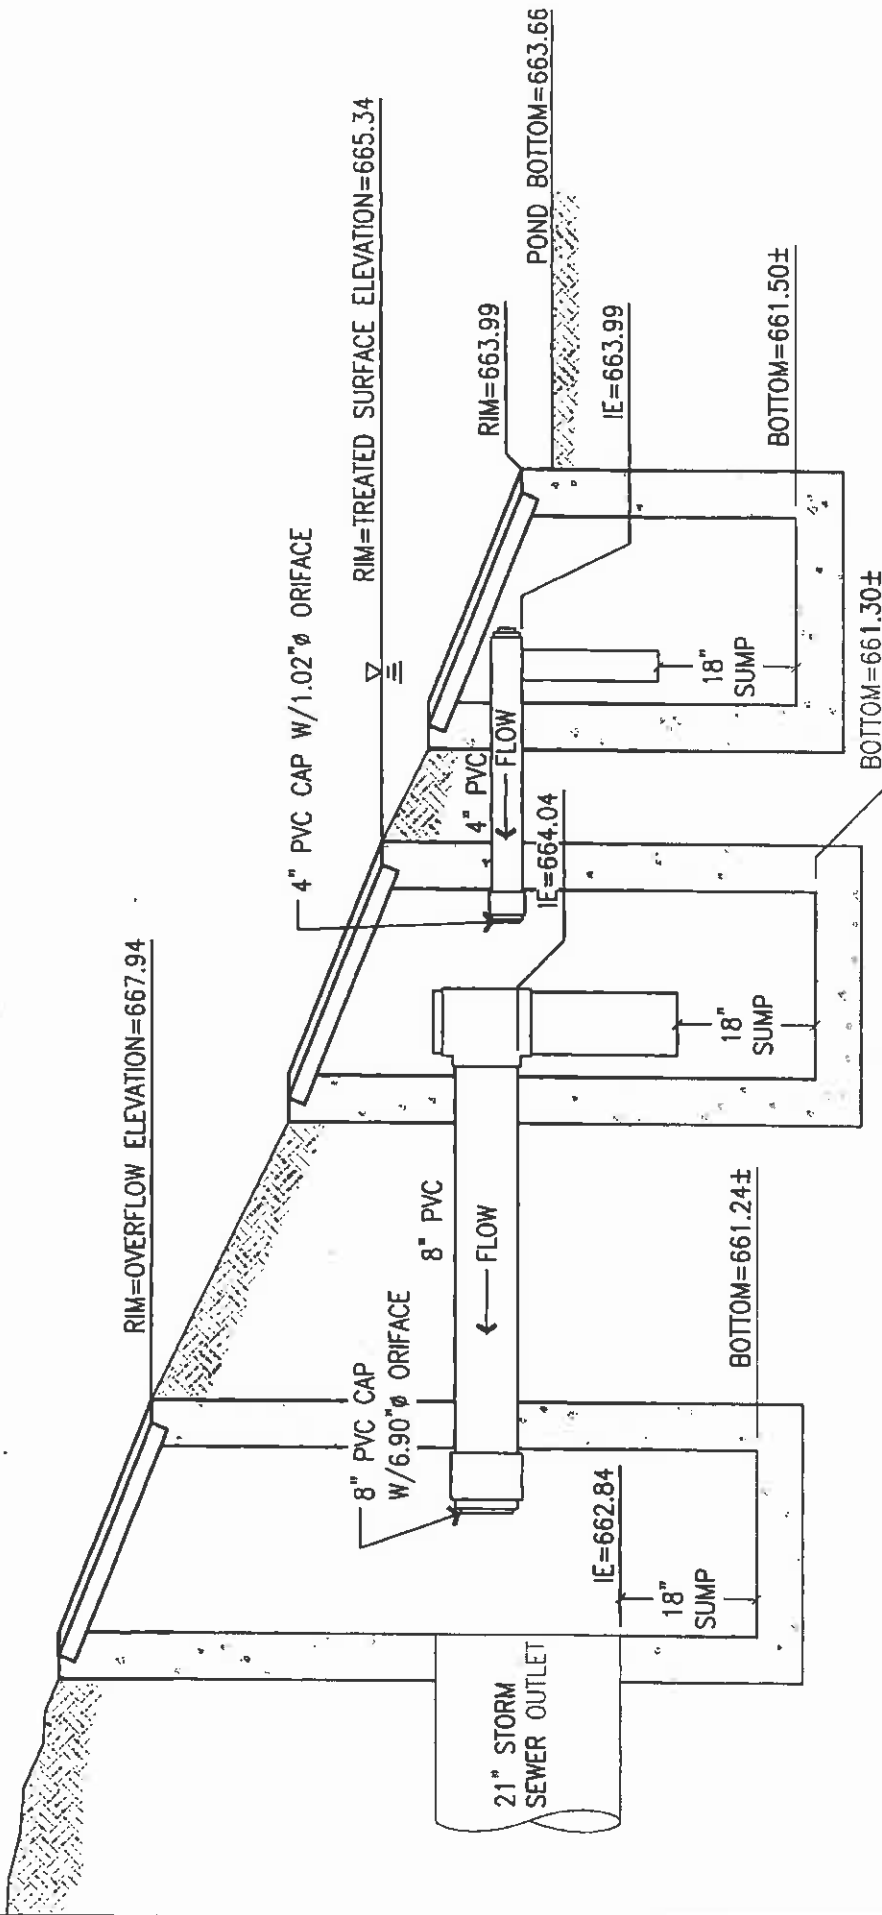 RIM=OVERFLOW ELEVATION=667.94
4" PVC CAP W/1.02"ø ORIFACE
RIM=TREATED SURFACE ELEVATION=665.34
RIM=663.99
POND BOTTOM=663.66
IE=663.99
BOTTOM=661.50±
8" PVC CAP
W/6.90"ø ORIFACE
8" PVC
FLOW
4" PVC
FLOW
IE=664.04
18"
SUMP
18"
SUMP
BOTTOM=661.30±
21" STORM
SEWER OUTLET
IE=662.84
18"
SUMP
BOTTOM=661.24±